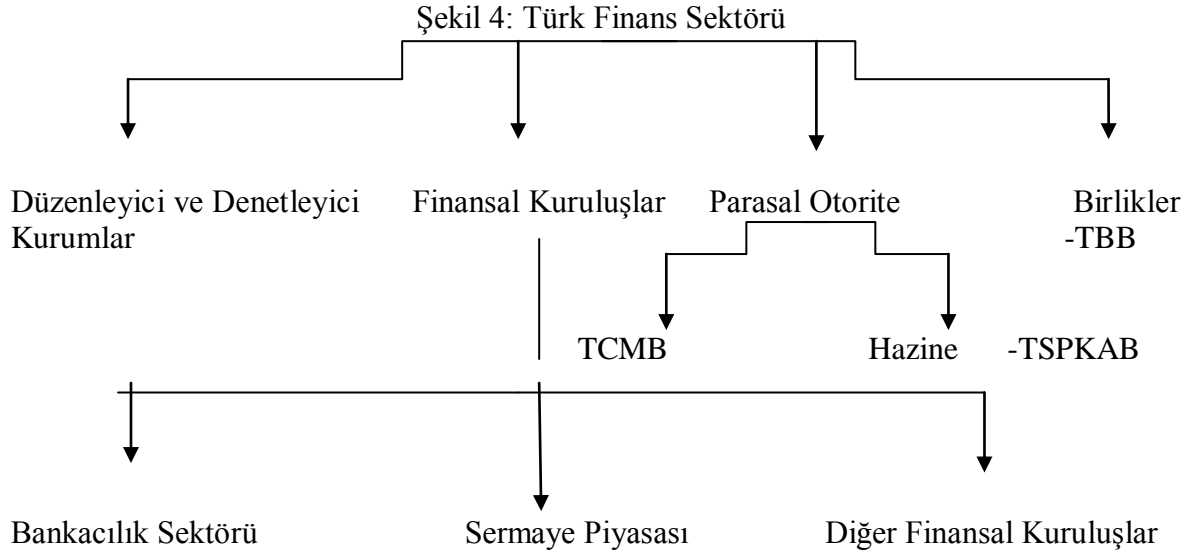 Şekil 4: Türk Finans Sektörü
Düzenleyici ve Denetleyici Finansal Kuruluşlar Parasal Otorite Birlikler
Kurumlar -TBB
TCMB Hazine -TSPKAB
Bankacılık Sektörü Sermaye Piyasası Diğer Finansal Kuruluşlar